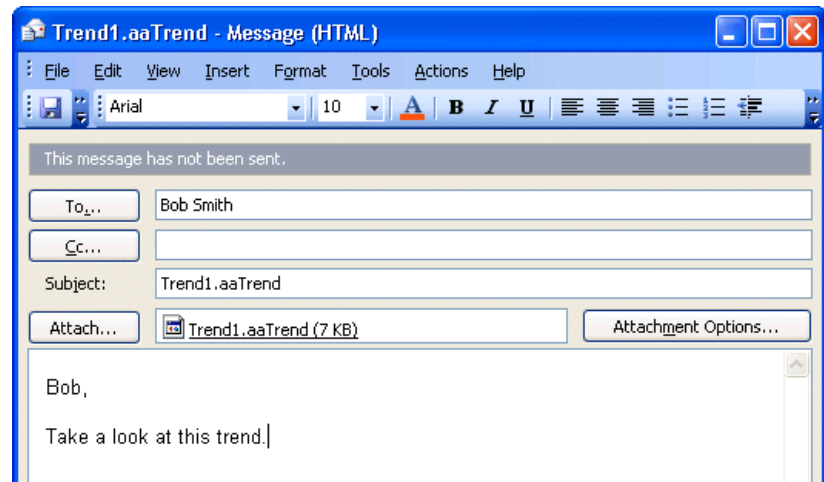 Trend1.aaTrend - Message (HTML)
File Edit View Insert Format Tools Actions Help
Arial 10 A B I U
This message has not been sent.
To... Bob Smith
Cc...
Subject: Trend1.aaTrend
Attach... Trend1.aaTrend (7 KB) Attachment Options...
Bob,
Take a look at this trend.